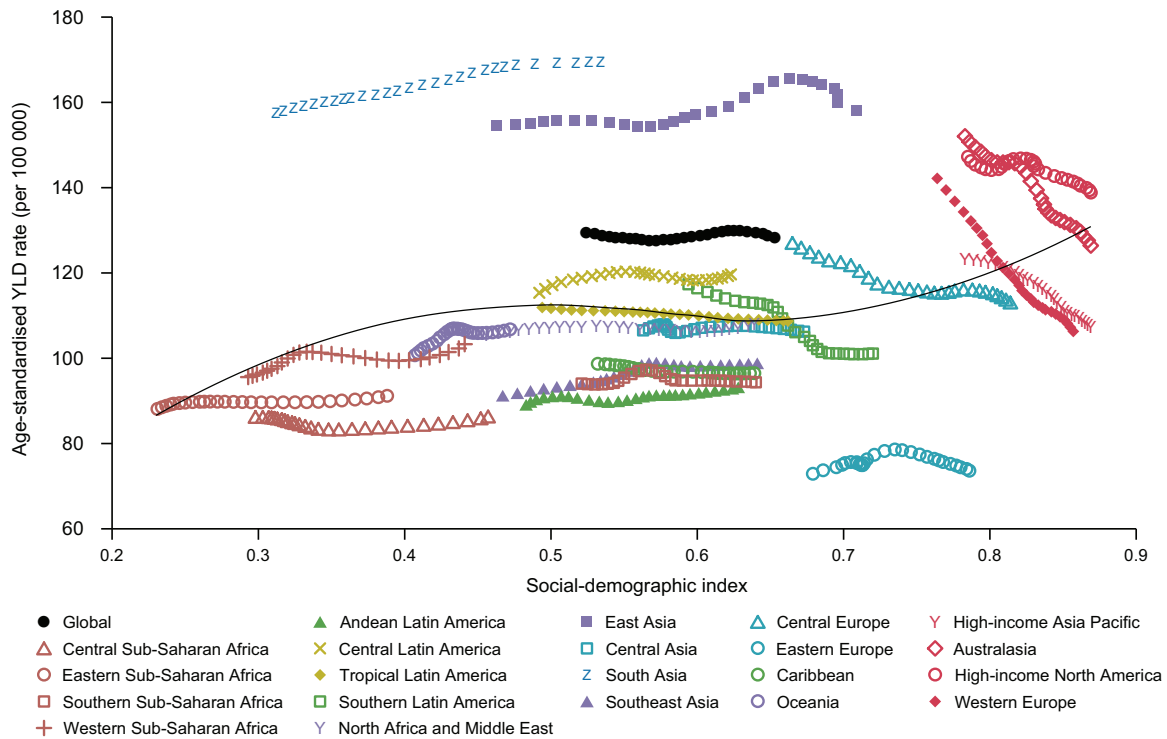 180
160
140
120
100
80
60
Age-standardised YLD rate (per 100 000)
0.2 0.3 0.4 0.5 0.6 0.7 0.8 0.9
Social-demographic index
Global
Central Sub-Saharan Africa
Eastern Sub-Saharan Africa
Southern Sub-Saharan Africa
Western Sub-Saharan Africa
Andean Latin America
Central Latin America
Tropical Latin America
Southern Latin America
North Africa and Middle East
East Asia
Central Asia
South Asia
Southeast Asia
Central Europe
Eastern Europe
Caribbean
Oceania
High-income Asia Pacific
Australasia
High-income North America
Western Europe